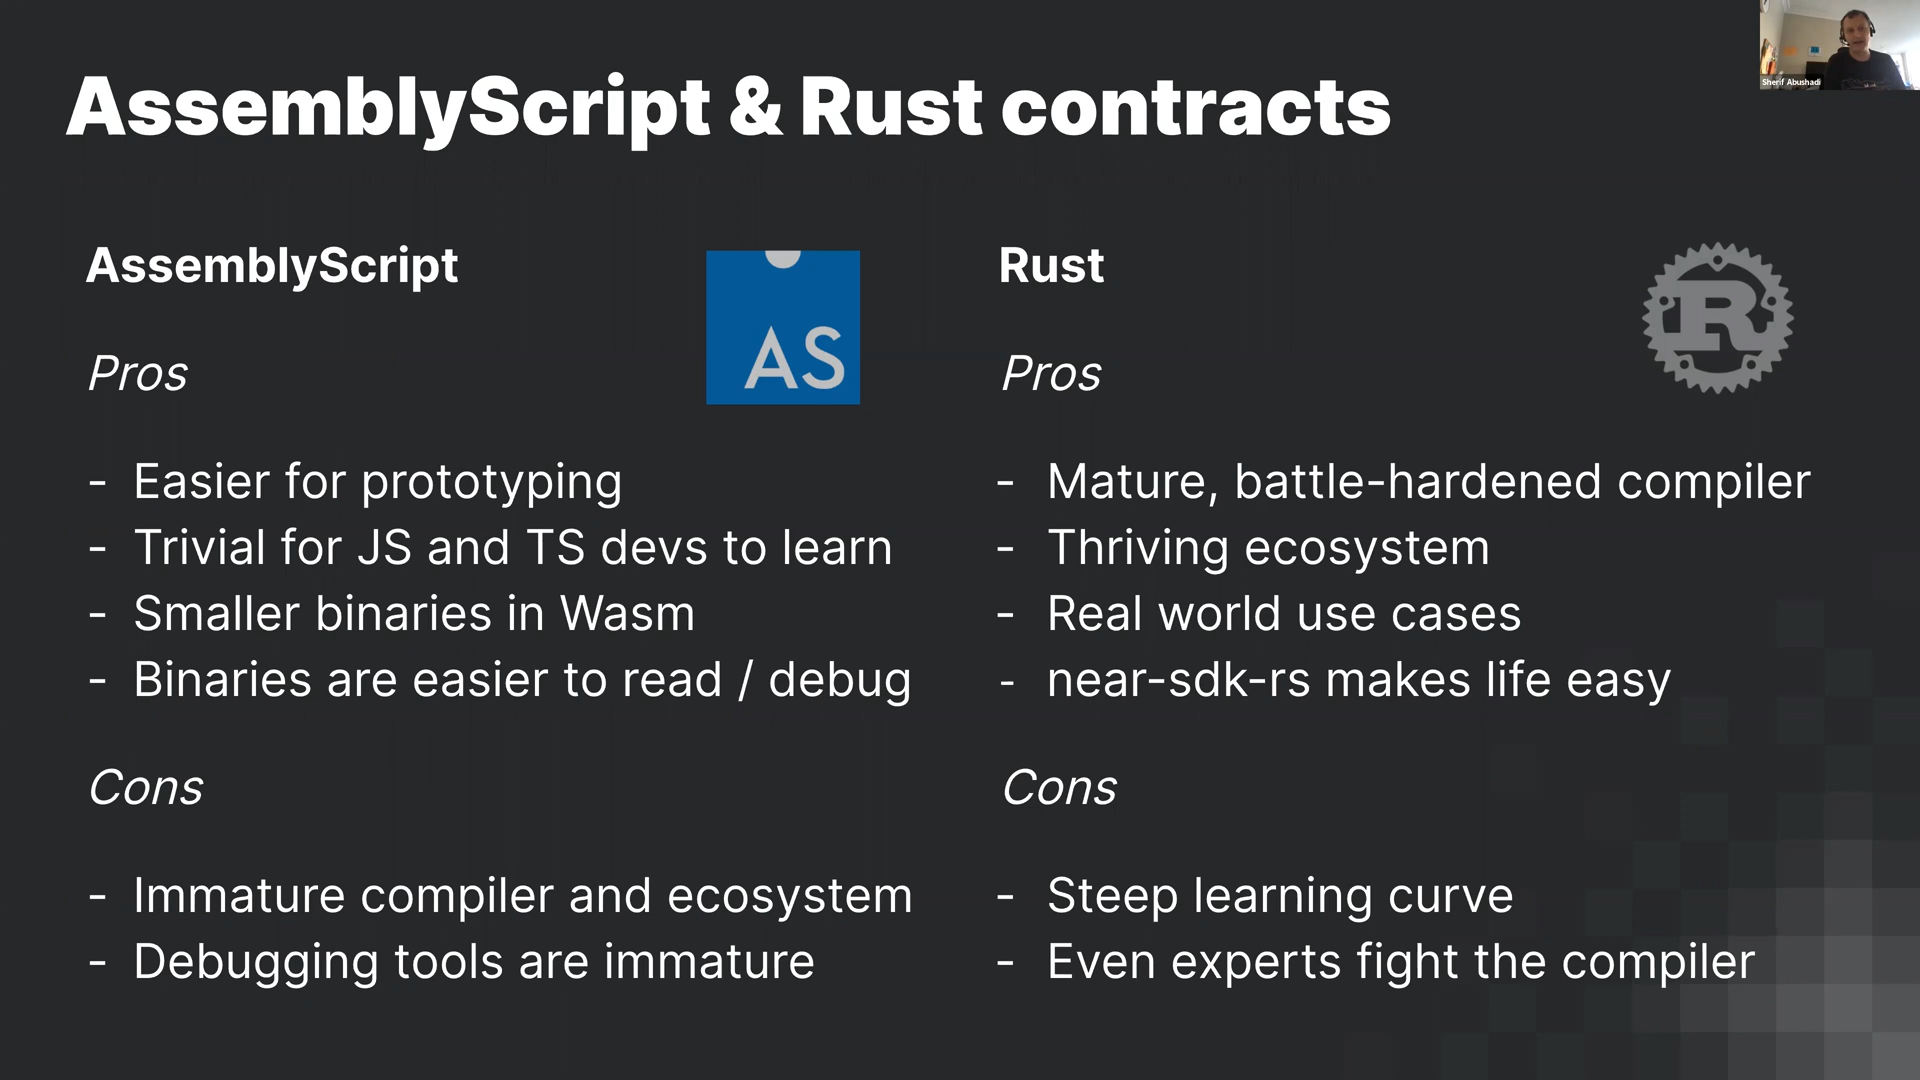 AssemblyScript & Rust contracts
Sherif Abushadi
AssemblyScript
AS
Pros
- Easier for prototyping
- Trivial for JS and TS devs to learn
- Smaller binaries in Wasm
- Binaries are easier to read / debug
Cons
- Immature compiler and ecosystem
- Debugging tools are immature
Rust
R
Pros
- Mature, battle-hardened compiler
- Thriving ecosystem
- Real world use cases
- near-sdk-rs makes life easy
Cons
- Steep learning curve
- Even experts fight the compiler